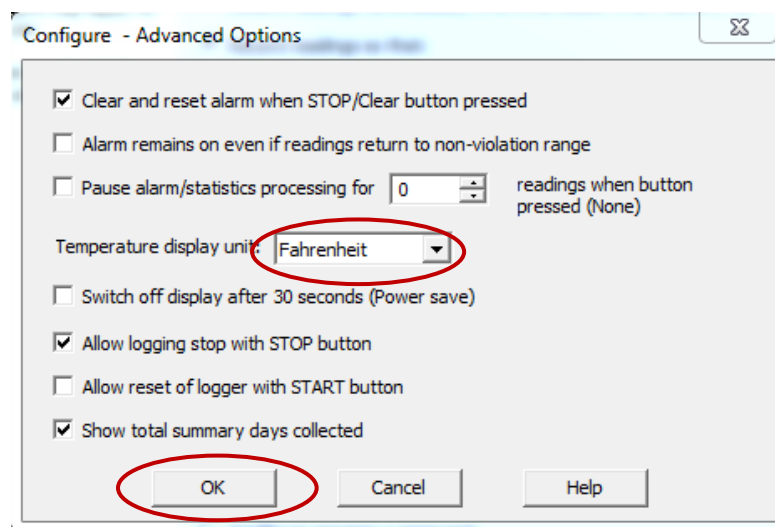 Configure - Advanced Options
Clear and reset alarm when STOP/Clear button pressed
Alarm remains on even if readings return to non-violation range
Pause alarm/statistics processing for 0 readings when button
pressed (None)
Temperature display unit: Fahrenheit
Switch off display after 30 seconds (Power save)
Allow logging stop with STOP button
Allow reset of logger with START button
Show total summary days collected
OK Cancel Help